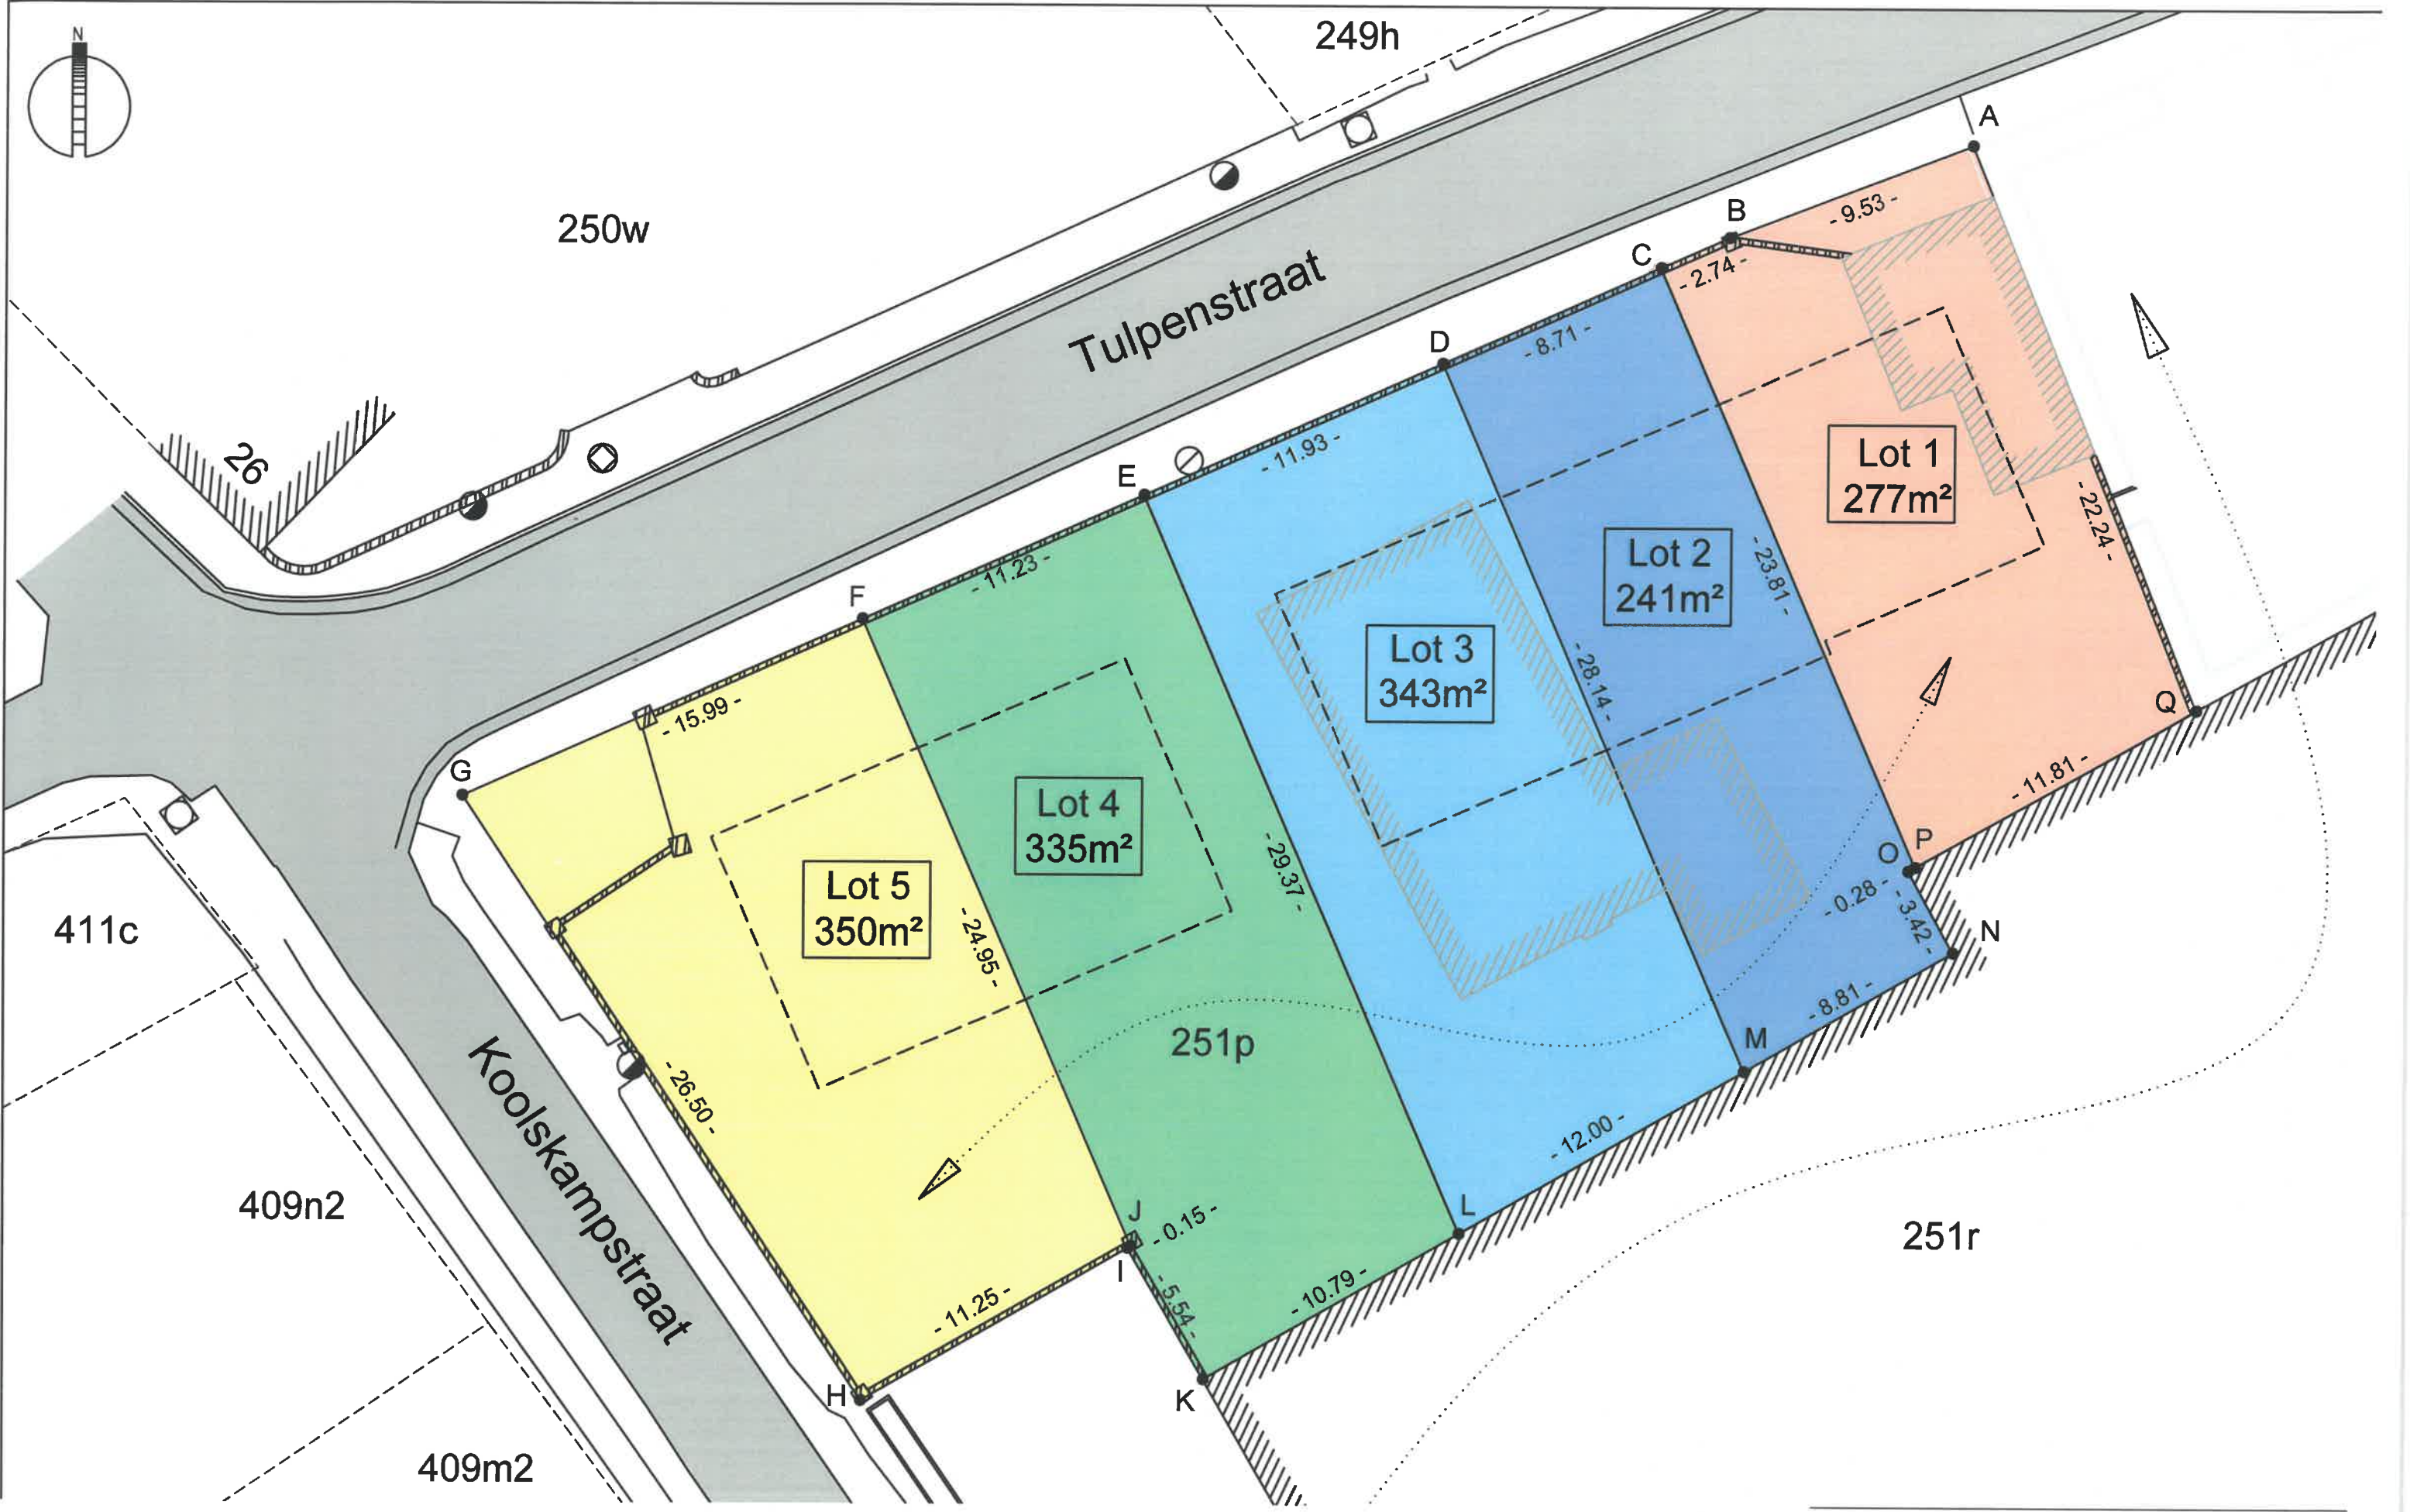 N
249h
A
250w
- 9.53 -
B
C
- 2.74 -
Tulpenstraat
- 8.71 -
D
26
- 11.93 -
E
Lot 1
277m²
- 22.24 -
- 11.23 -
F
Lot 2
241m²
- 23.81 -
Lot 3
343m²
- 28.14 -
- 15.99 -
Q
G
- 11.81 -
Lot 4
335m²
- 29.37 -
P
O
- 0.28 -
- 3.42 -
N
Lot 5
350m²
- 24.95 -
411c
- 8.81 -
251p
M
Koolskampstraat
- 26.50 -
- 12.00 -
409n2
J
- 0.15 -
L
251r
I
- 11.25 -
- 5.54 -
- 10.79 -
H
K
409m2